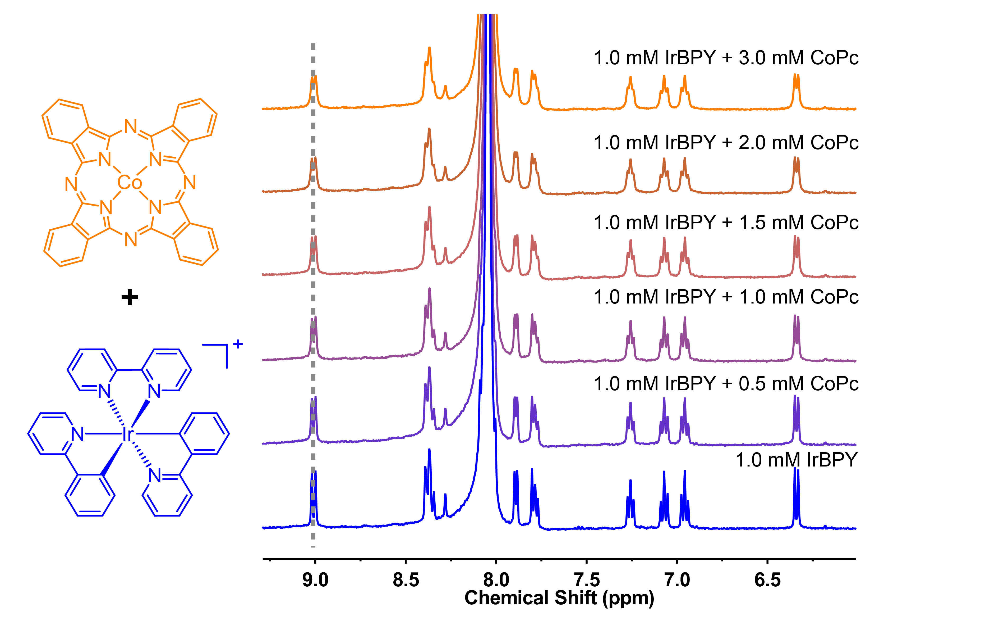 1.0 mM IrBPY + 3.0 mM CoPc
1.0 mM IrBPY + 2.0 mM CoPc
1.0 mM IrBPY + 1.5 mM CoPc
1.0 mM IrBPY + 1.0 mM CoPc
1.0 mM IrBPY + 0.5 mM CoPc
1.0 mM IrBPY
N
N N
N Co N
N N
N
+
+
N N
N Ir
N
9.0 8.5 8.0 7.5 7.0 6.5
Chemical Shift (ppm)